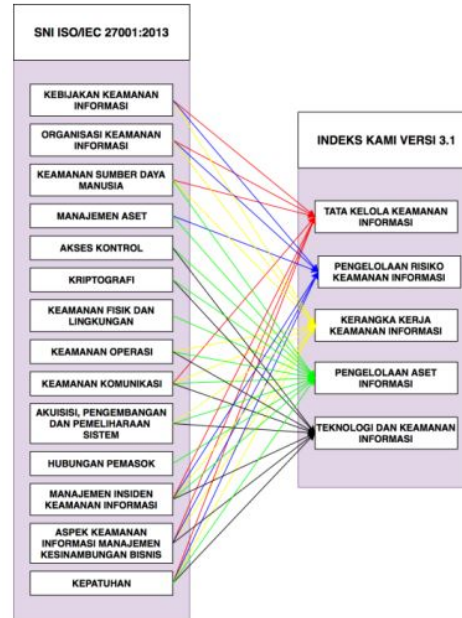 SNI ISO/IEC 27001:2013
KEBIJAKAN KEAMANAN
INFORMASI
ORGANISASI KEAMANAN
INFORMASI
KEAMANAN SUMBER DAYA
MANUSIA
MANAJEMEN ASET
AKSES KONTROL
KRIPTOGRAFI
KEAMANAN FISIK DAN
LINGKUNGAN
KEAMANAN OPERASI
KEAMANAN KOMUNIKASI
AKUISISI, PENGEMBANGAN
DAN PEMELIHARAAN
SISTEM
HUBUNGAN PEMASOK
MANAJEMEN INSIDEN
KEAMANAN INFORMASI
ASPEK KEAMANAN
INFORMASI MANAJEMEN
KESINAMBUNGAN BISNIS
KEPATUHAN
INDEKS KAMI VERSI 3.1
TATA KELOLA KEAMANAN
INFORMASI
PENGELOLAAN RISIKO
KEAMANAN INFORMASI
KERANGKA KERJA
KEAMANAN INFORMASI
PENGELOLAAN ASET
INFORMASI
TEKNOLOGI DAN KEAMANAN
INFORMASI